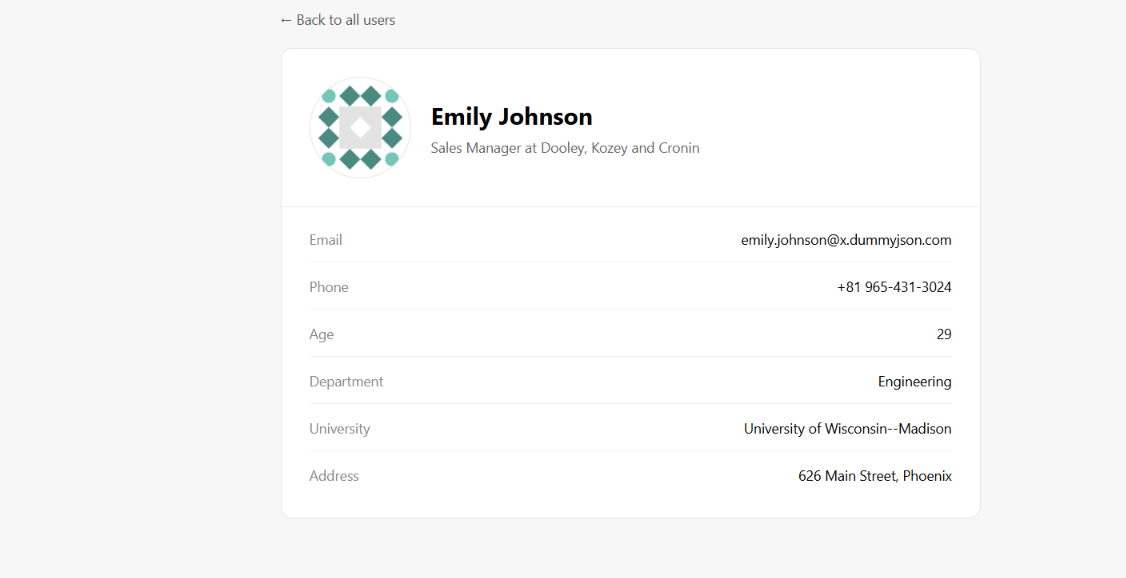 ← Back to all users
Emily Johnson
Sales Manager at Dooley, Kozey and Cronin
Email emily.johnson@x.dummyjson.com
Phone +81 965-431-3024
Age 29
Department Engineering
University University of Wisconsin--Madison
Address 626 Main Street, Phoenix